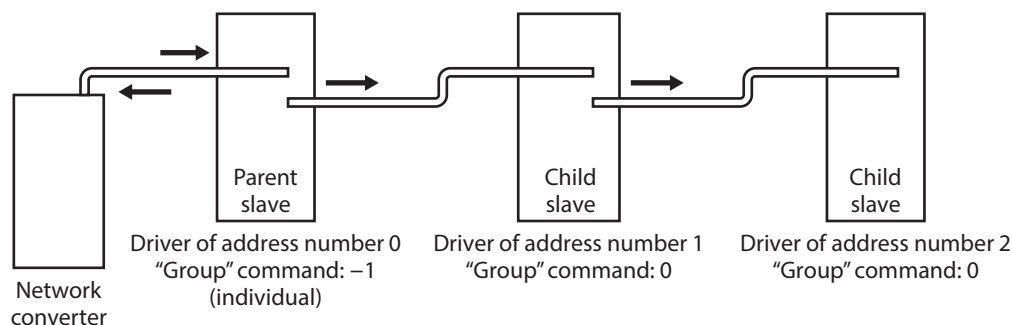 Parent
slave
Child
slave
Child
slave
Driver of address number 0
“Group” command: −1
(individual)
Driver of address number 1
“Group” command: 0
Driver of address number 2
“Group” command: 0
Network
converter